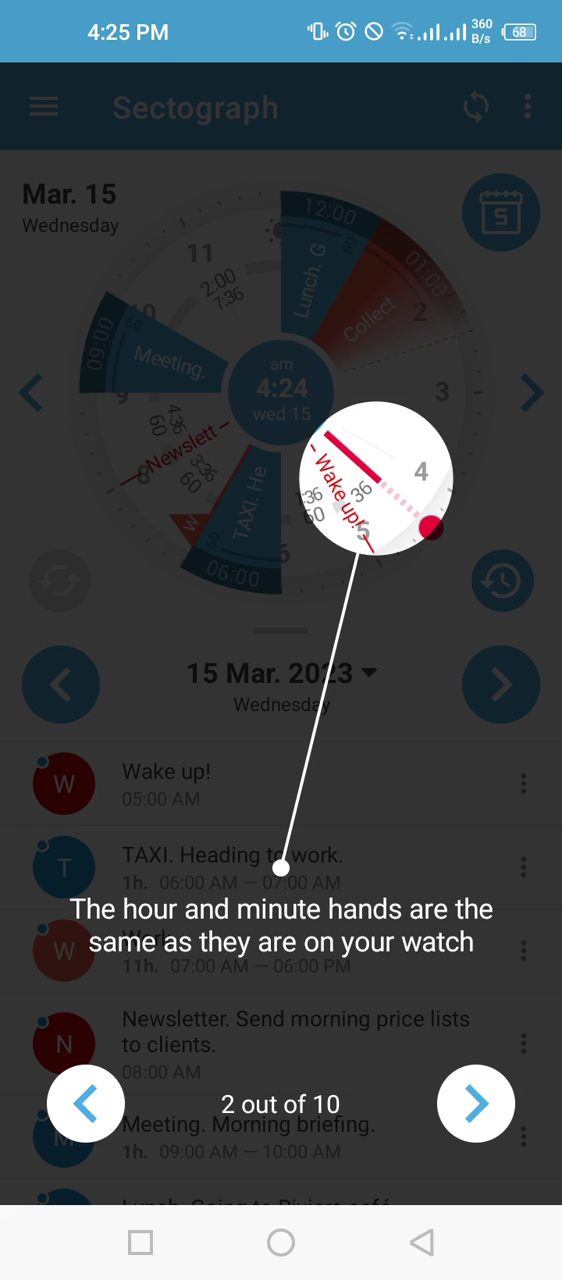 4:25 PM
360
B/s
68
Sectograph
Mar. 15
Wednesday
5
12:00
60
Lunch. G
01:00
Collect
2
3
4
5
6
11
2:00
7:36
10
60
09:00
Meeting.
9
8
Newslett
4:36
60
3:36
60
W
TAXI. He
60
06:00
am
4:24
wed 15
Wake up!
36
:36
60
15 Mar. 2023
Wednesday
W
Wake up!
05:00 AM
T
TAXI. Heading to work.
1h. 06:00 AM — 07:00 AM
The hour and minute hands are the
same as they are on your watch
W
Work
11h. 07:00 AM — 06:00 PM
N
Newsletter. Send morning price lists
to clients.
08:00 AM
2 out of 10
M
Meeting. Morning briefing.
1h. 09:00 AM — 10:00 AM